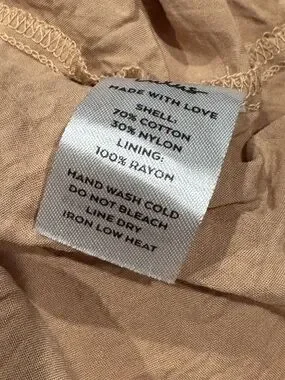 MADE WITH LOVE
SHELL:
70% COTTON
30% NYLON
LINING:
100% RAYON
HAND WASH COLD
DO NOT BLEACH
LINE DRY
IRON LOW HEAT